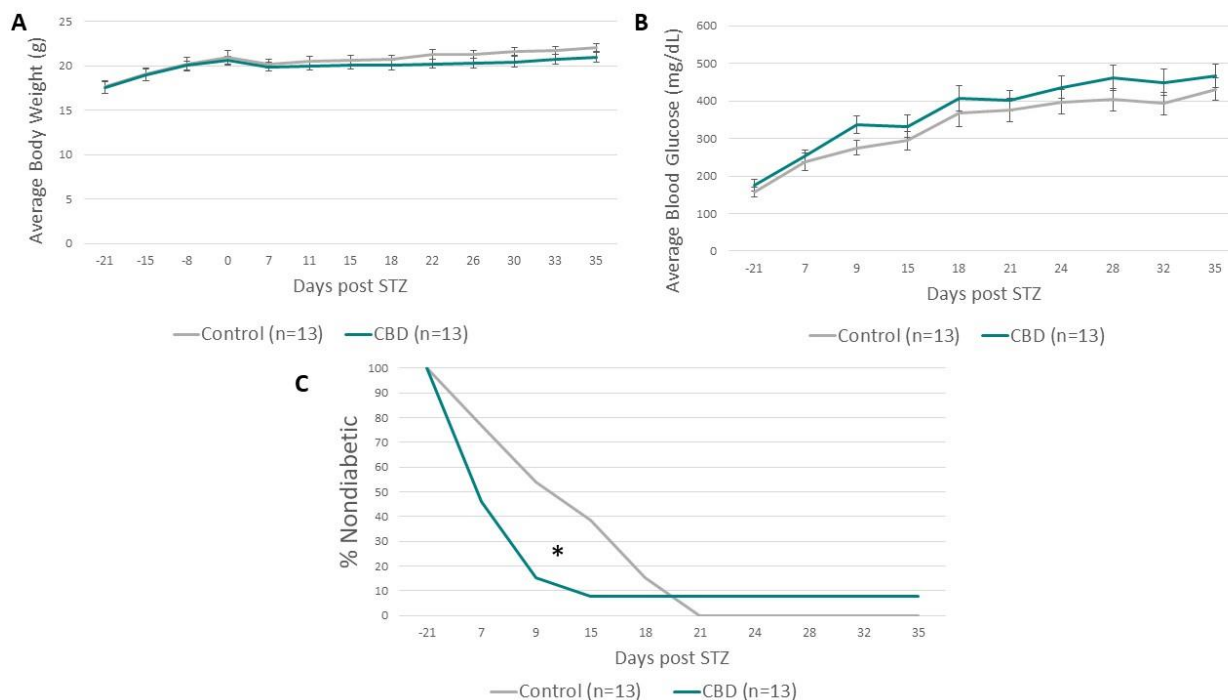 A
Average Body Weight (g)
25
20
15
10
5
0
-21 -15 -8 0 7 11 15 18 22 26 30 33 35
Days post STZ
Control (n=13) CBD (n=13)
B
Average Blood Glucose (mg/dL)
600
500
400
300
200
100
0
-21 7 9 15 18 21 24 28 32 35
Days post STZ
Control (n=13) CBD (n=13)
C
% Nondiabetic
100
90
80
70
60
50
40
30
20
10
0
*
-21 7 9 15 18 21 24 28 32 35
Days post STZ
Control (n=13) CBD (n=13)